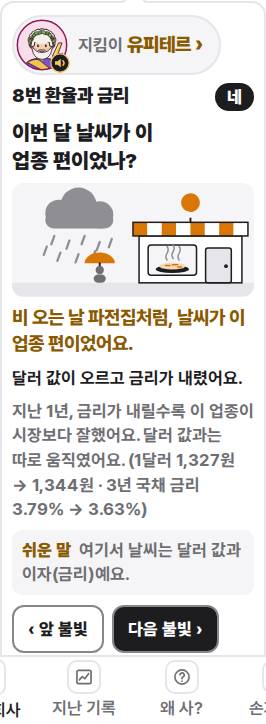 지킴이 유피테르 ›
8번 환율과 금리
네
이번 달 날씨가 이
업종 편이었나?
비 오는 날 파전집처럼, 날씨가 이
업종 편이었어요.
달러 값이 오르고 금리가 내렸어요.
지난 1년, 금리가 내릴수록 이 업종이
시장보다 잘했어요. 달러 값과는
따로 움직였어요. (1달러 1,327원
→ 1,344원 · 3년 국채 금리
3.79% → 3.63%)
쉬운 말 여기서 날씨는 달러 값과
이자(금리)예요.
‹ 앞 불빛
다음 불빛 ›
지난 기록
왜 사?